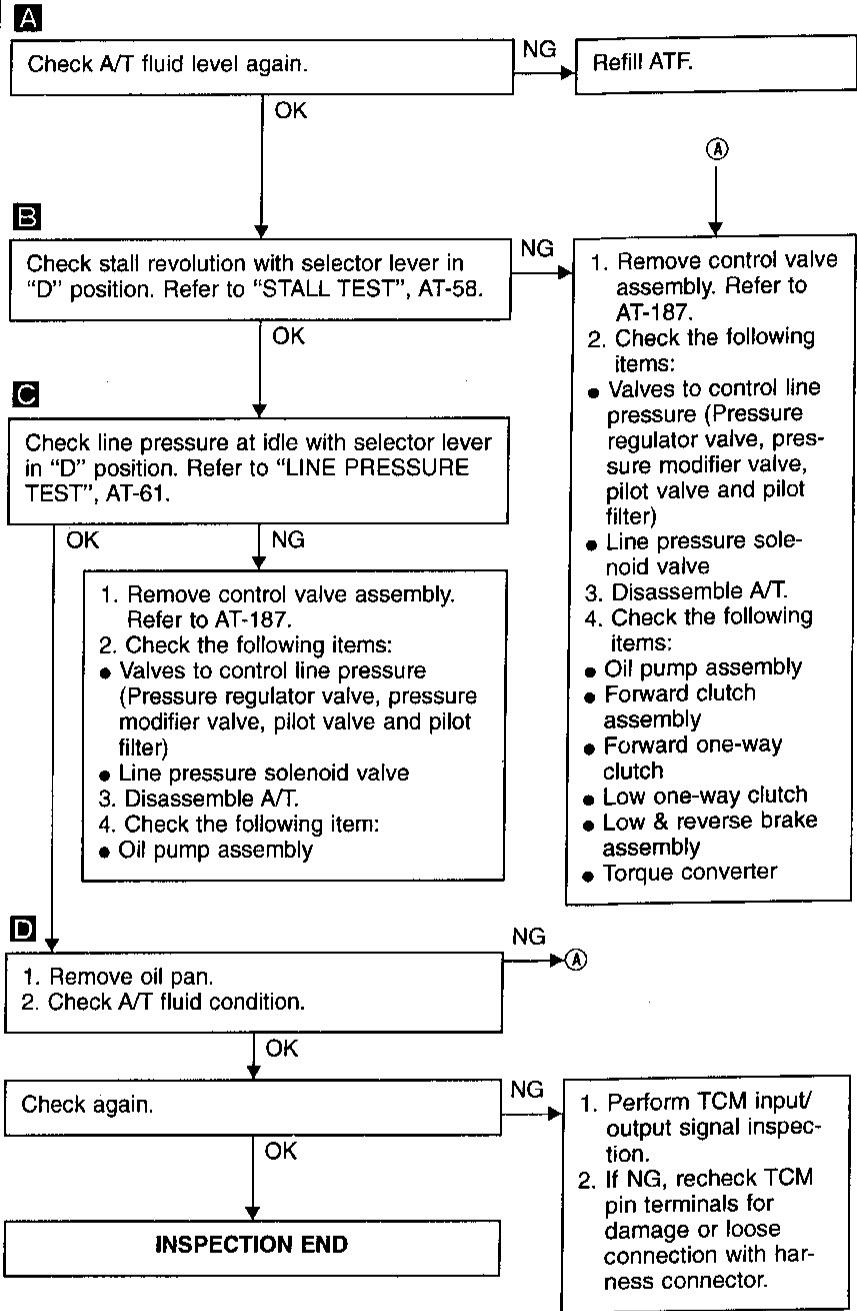 A
Check A/T fluid level again.
NG
Refill ATF.
OK
Ⓐ
B
Check stall revolution with selector lever in
"D" position. Refer to "STALL TEST", AT-58.
NG
1. Remove control valve
assembly. Refer to
AT-187.
2. Check the following
items:
● Valves to control line
pressure (Pressure
regulator valve, pres-
sure modifier valve,
pilot valve and pilot
filter)
● Line pressure sole-
noid valve
3. Disassemble A/T.
4. Check the following
items:
● Oil pump assembly
● Forward clutch
assembly
● Forward one-way
clutch
● Low one-way clutch
● Low & reverse brake
assembly
● Torque converter
OK
C
Check line pressure at idle with selector lever
in "D" position. Refer to "LINE PRESSURE
TEST", AT-61.
OK
NG
1. Remove control valve assembly.
Refer to AT-187.
2. Check the following items:
● Valves to control line pressure
(Pressure regulator valve, pressure
modifier valve, pilot valve and pilot
filter)
● Line pressure solenoid valve
3. Disassemble A/T.
4. Check the following item:
● Oil pump assembly
D
1. Remove oil pan.
2. Check A/T fluid condition.
NG
Ⓐ
OK
Check again.
NG
1. Perform TCM input/
output signal inspec-
tion.
2. If NG, recheck TCM
pin terminals for
damage or loose
connection with har-
ness connector.
OK
INSPECTION END